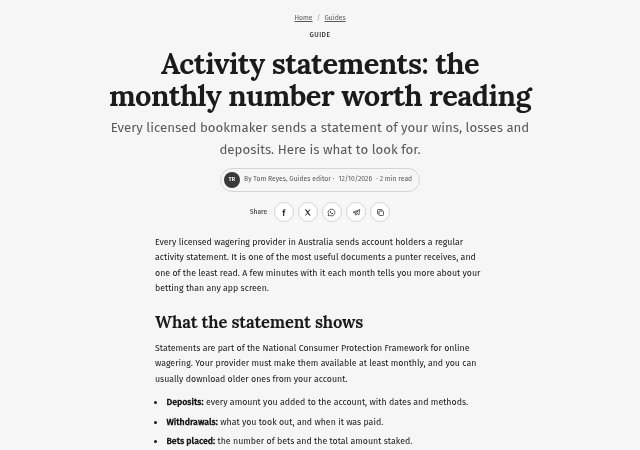 Home / Guides
GUIDE
Activity statements: the
monthly number worth reading
Every licensed bookmaker sends a statement of your wins, losses and
deposits. Here is what to look for.
TR By Tom Reyes, Guides editor · 12/10/2026 · 2 min read
Share
Every licensed wagering provider in Australia sends account holders a regular
activity statement. It is one of the most useful documents a punter receives, and
one of the least read. A few minutes with it each month tells you more about your
betting than any app screen.
What the statement shows
Statements are part of the National Consumer Protection Framework for online
wagering. Your provider must make them available at least monthly, and you can
usually download older ones from your account.
• Deposits: every amount you added to the account, with dates and methods.
• Withdrawals: what you took out, and when it was paid.
• Bets placed: the number of bets and the total amount staked.